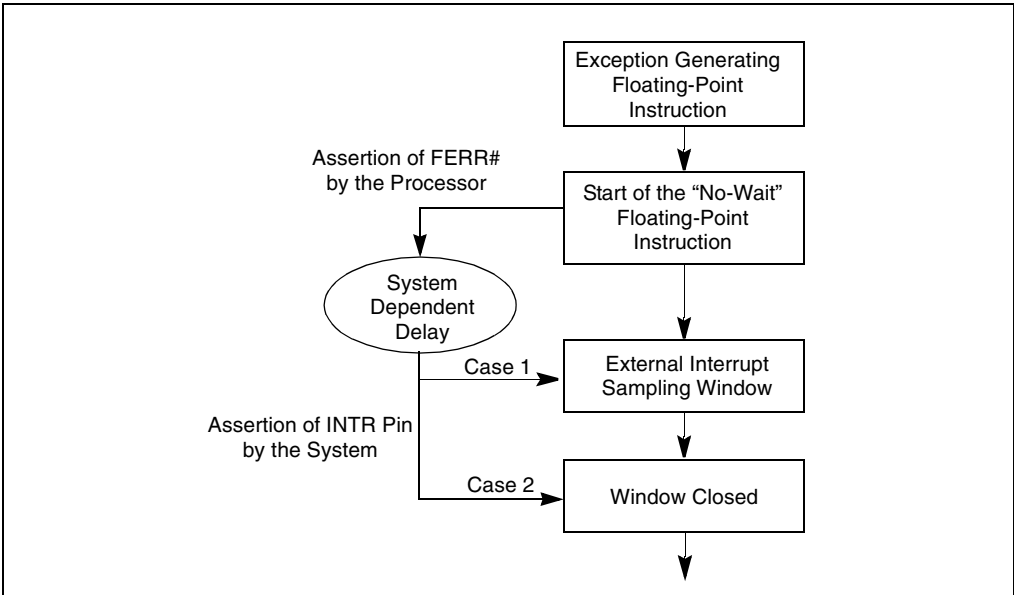 Exception Generating
Floating-Point
Instruction
Assertion of FERR#
by the Processor
Start of the “No-Wait”
Floating-Point
Instruction
System
Dependent
Delay
Case 1
External Interrupt
Sampling Window
Assertion of INTR Pin
by the System
Case 2
Window Closed